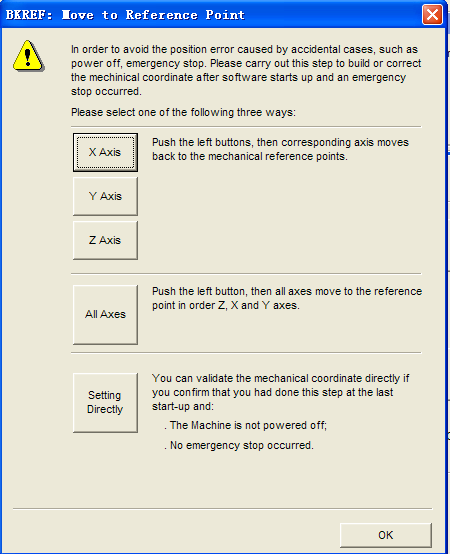 BKREF: Move to Reference Point
In order to avoid the position error caused by accidental cases, such as
power off, emergency stop. Please carry out this step to build or correct
the mechinical coordinate after software starts up and an emergency
stop occurred.
Please select one of the following three ways:
X Axis
Push the left buttons, then corresponding axis moves
back to the mechanical reference points.
Y Axis
Z Axis
All Axes
Push the left button, then all axes move to the reference
point in order Z, X and Y axes.
Setting
Directly
You can validate the mechanical coordinate directly if
you confirm that you had done this step at the last
start-up and:
. The Machine is not powered off;
. No emergency stop occurred.
OK